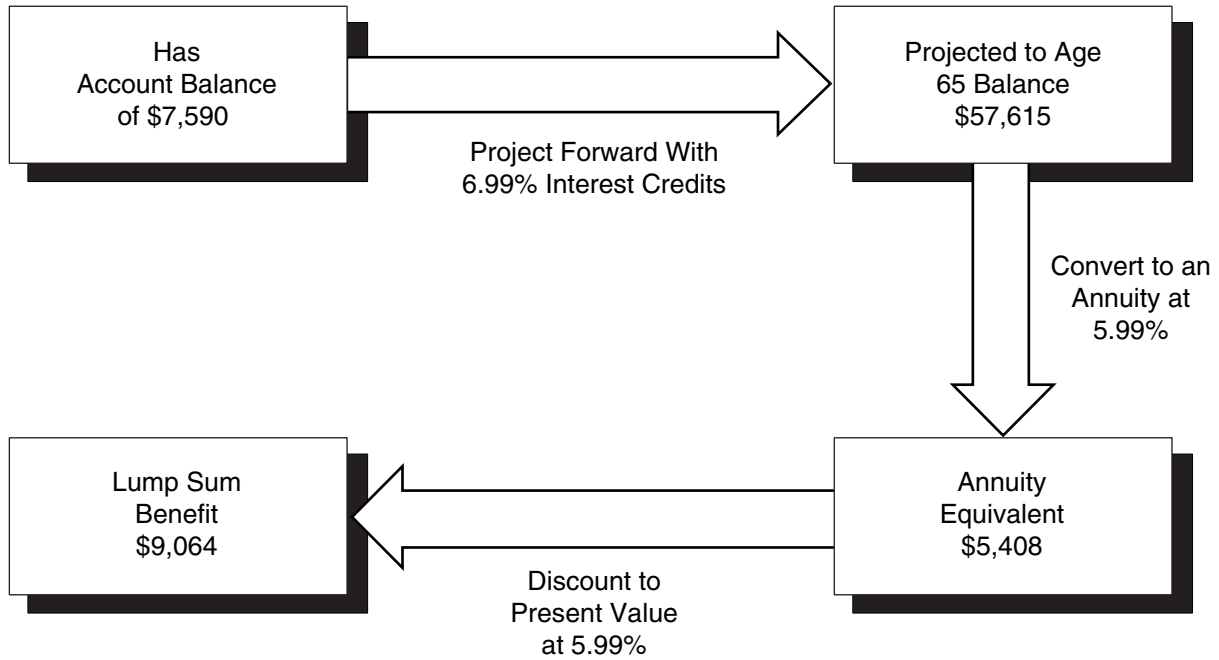 Has
Account Balance
of $7,590
Project Forward With
6.99% Interest Credits
Projected to Age
65 Balance
$57,615
Convert to an
Annuity at
5.99%
Annuity
Equivalent
$5,408
Discount to
Present Value
at 5.99%
Lump Sum
Benefit
$9,064